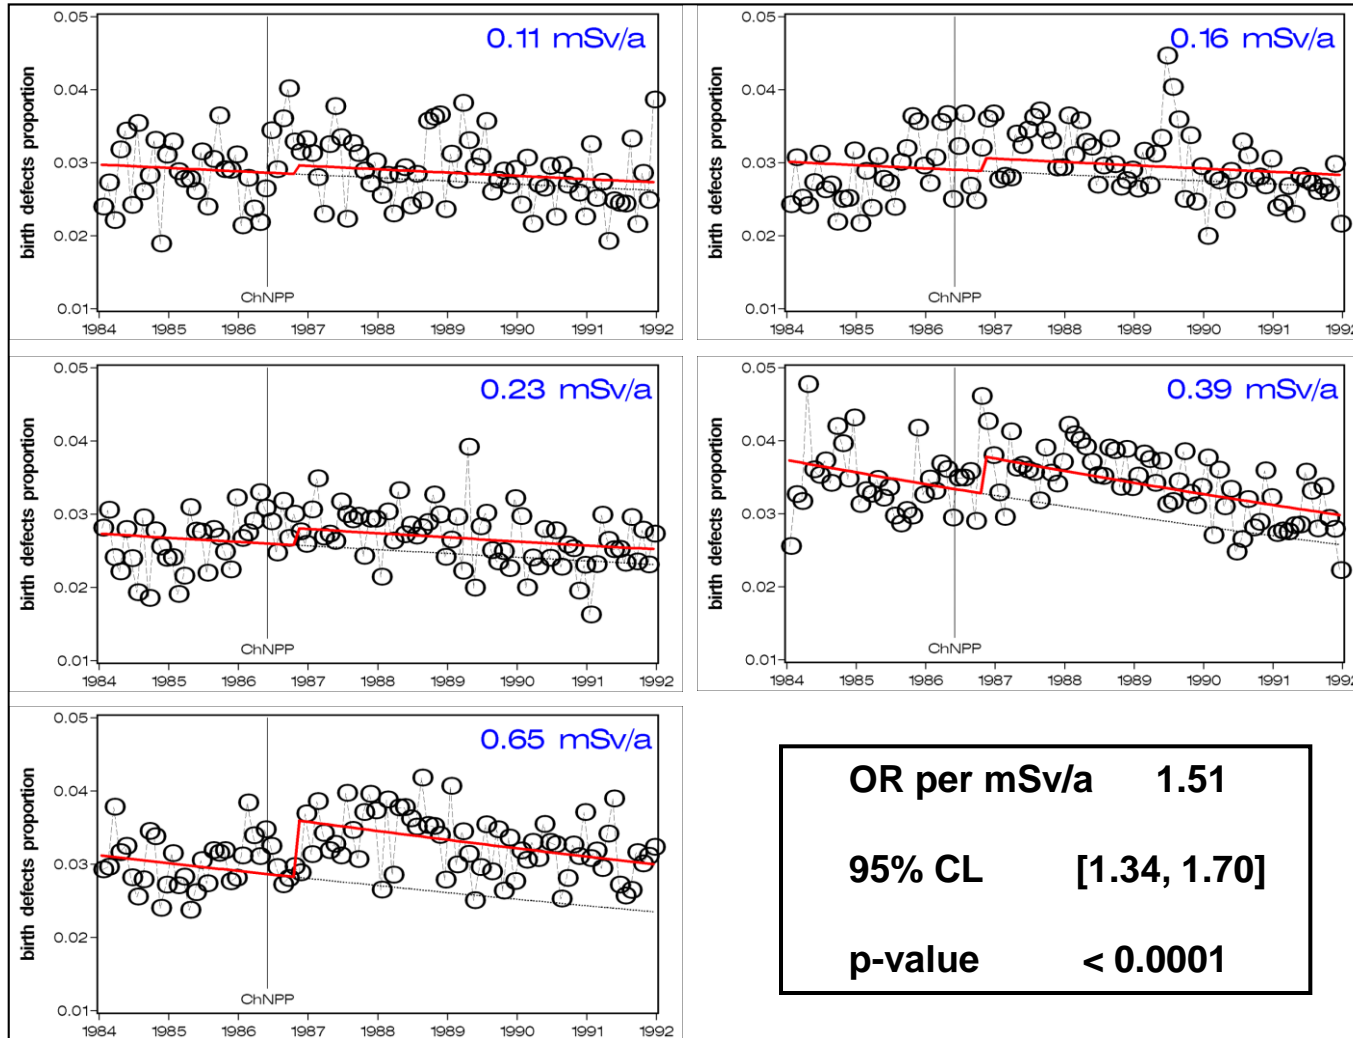 0.11 mSv/a
birth defects proportion
0.05
0.04
0.03
0.02
0.01
ChNPP
1984 1985 1986 1987 1988 1989 1990 1991 1992
0.16 mSv/a
birth defects proportion
0.05
0.04
0.03
0.02
0.01
ChNPP
1984 1985 1986 1987 1988 1989 1990 1991 1992
0.23 mSv/a
birth defects proportion
0.05
0.04
0.03
0.02
0.01
ChNPP
1984 1985 1986 1987 1988 1989 1990 1991 1992
0.39 mSv/a
birth defects proportion
0.05
0.04
0.03
0.02
0.01
ChNPP
1984 1985 1986 1987 1988 1989 1990 1991 1992
0.65 mSv/a
birth defects proportion
0.05
0.04
0.03
0.02
0.01
ChNPP
1984 1985 1986 1987 1988 1989 1990 1991 1992
OR per mSv/a 1.51
95% CL [1.34, 1.70]
p-value < 0.0001